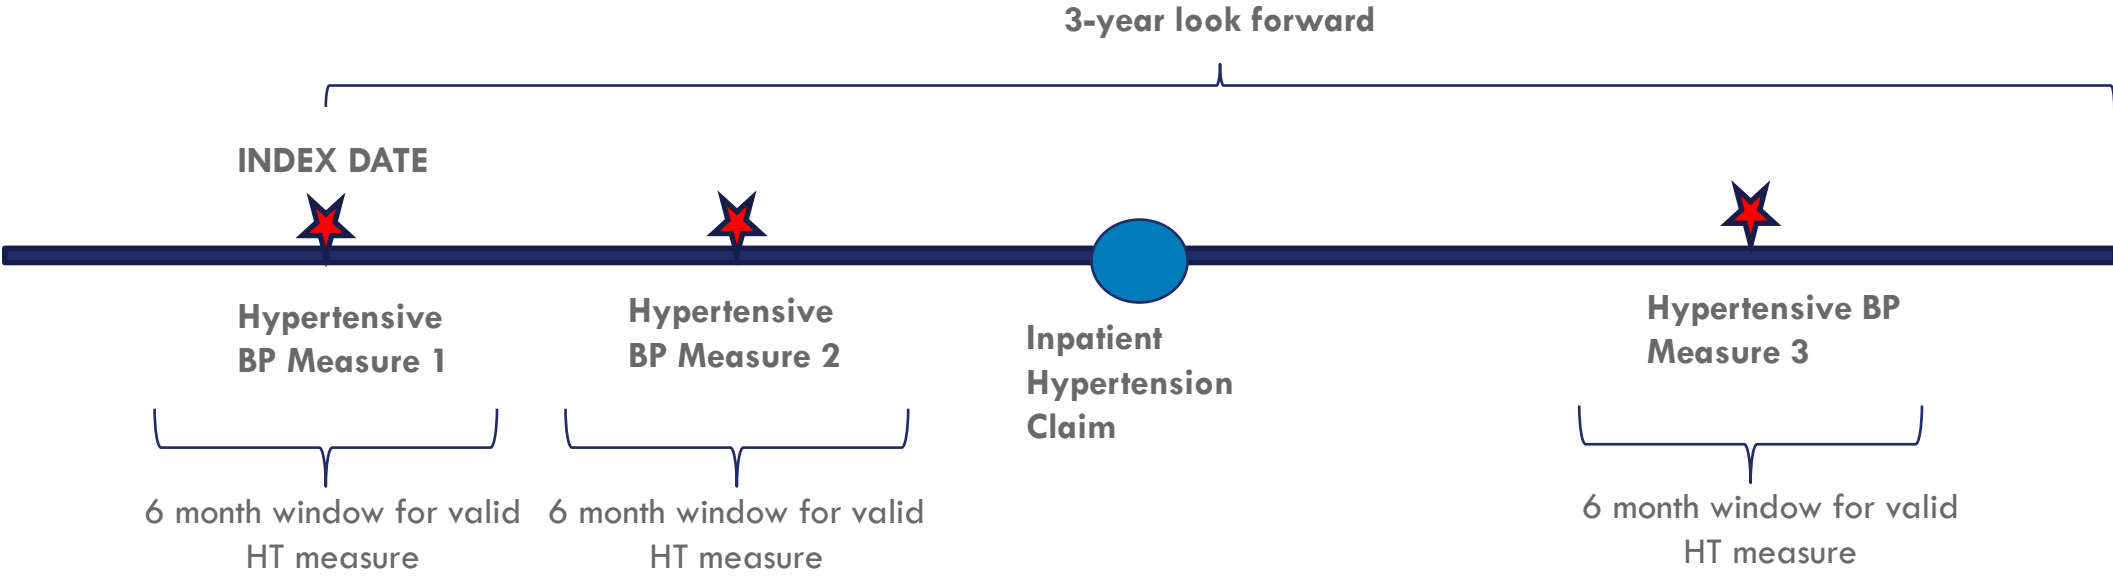 3-year look forward
INDEX DATE
Hypertensive
BP Measure 1
Hypertensive
BP Measure 2
Inpatient
Hypertension
Claim
Hypertensive BP
Measure 3
6 month window for valid
HT measure
6 month window for valid
HT measure
6 month window for valid
HT measure